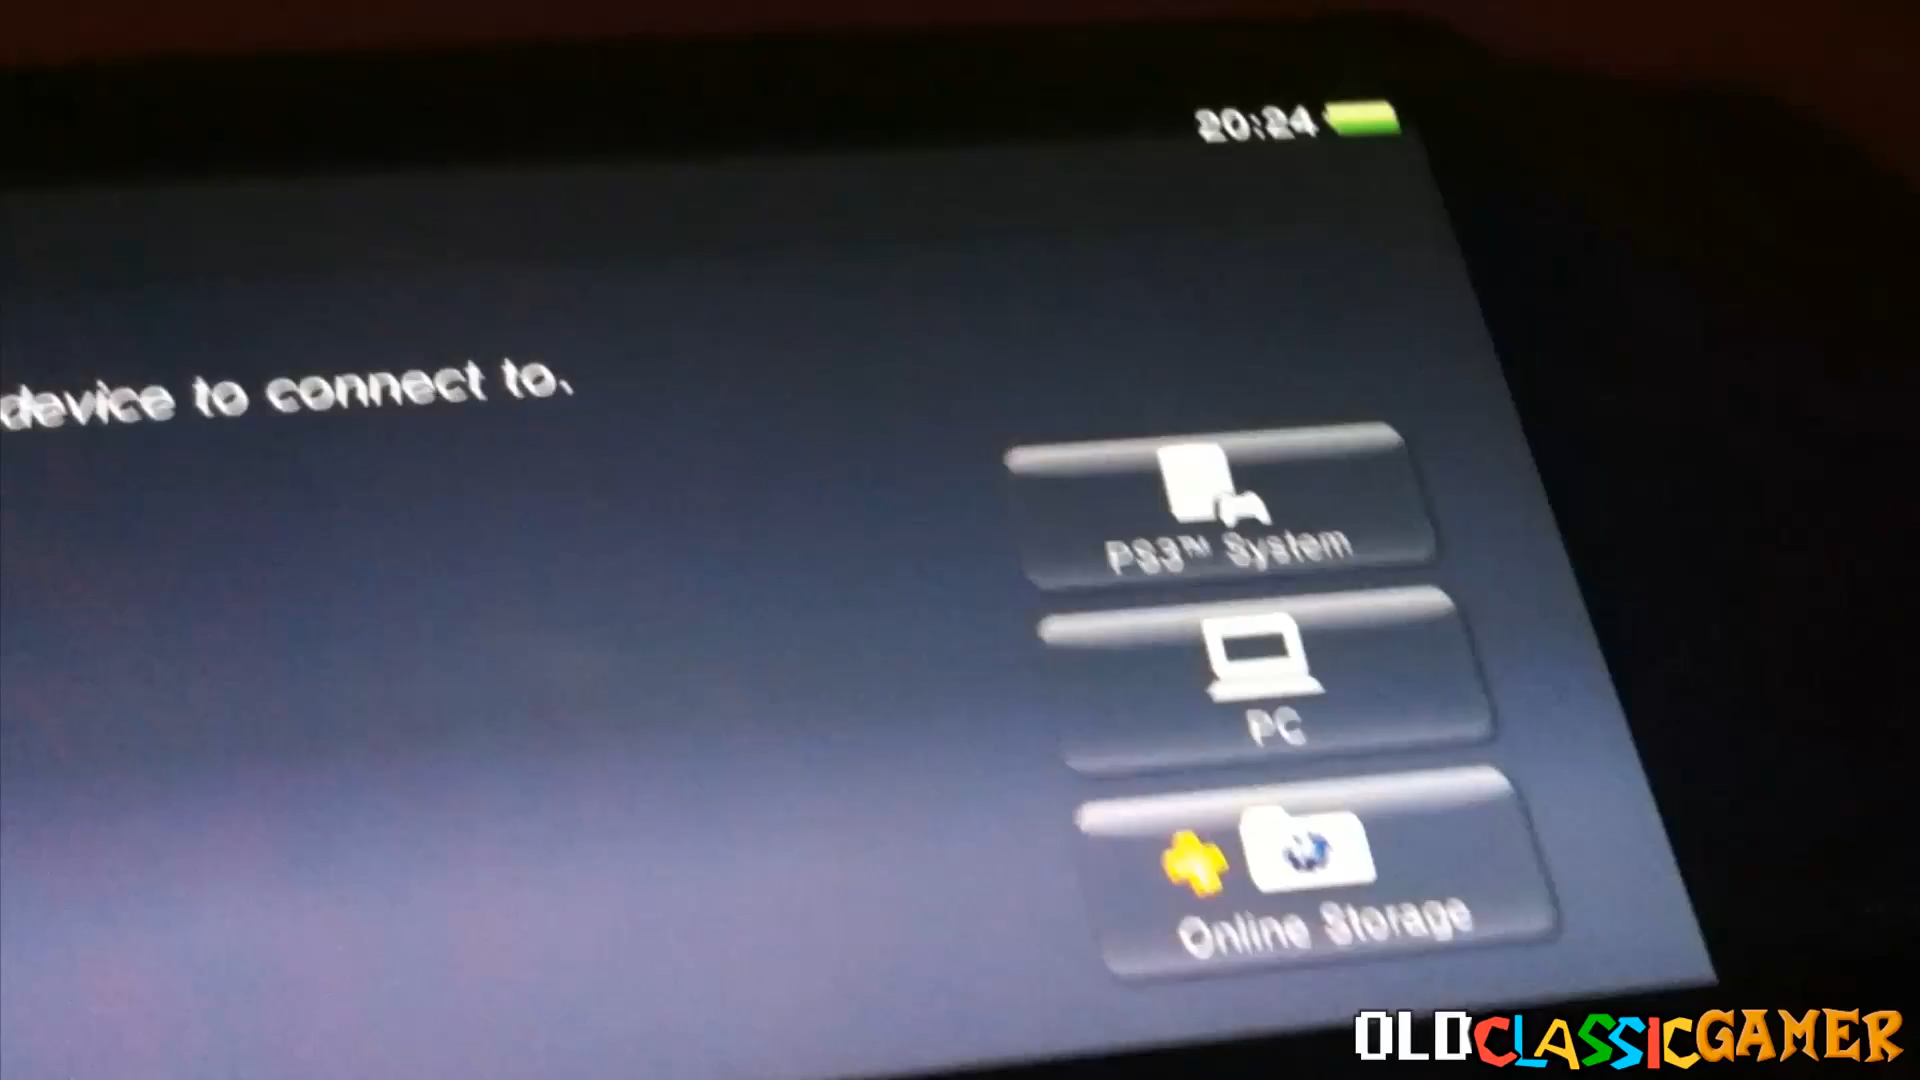 20:24
device to connect to.
PS3™ System
PC
Online Storage
OLDCLASSICGAMER